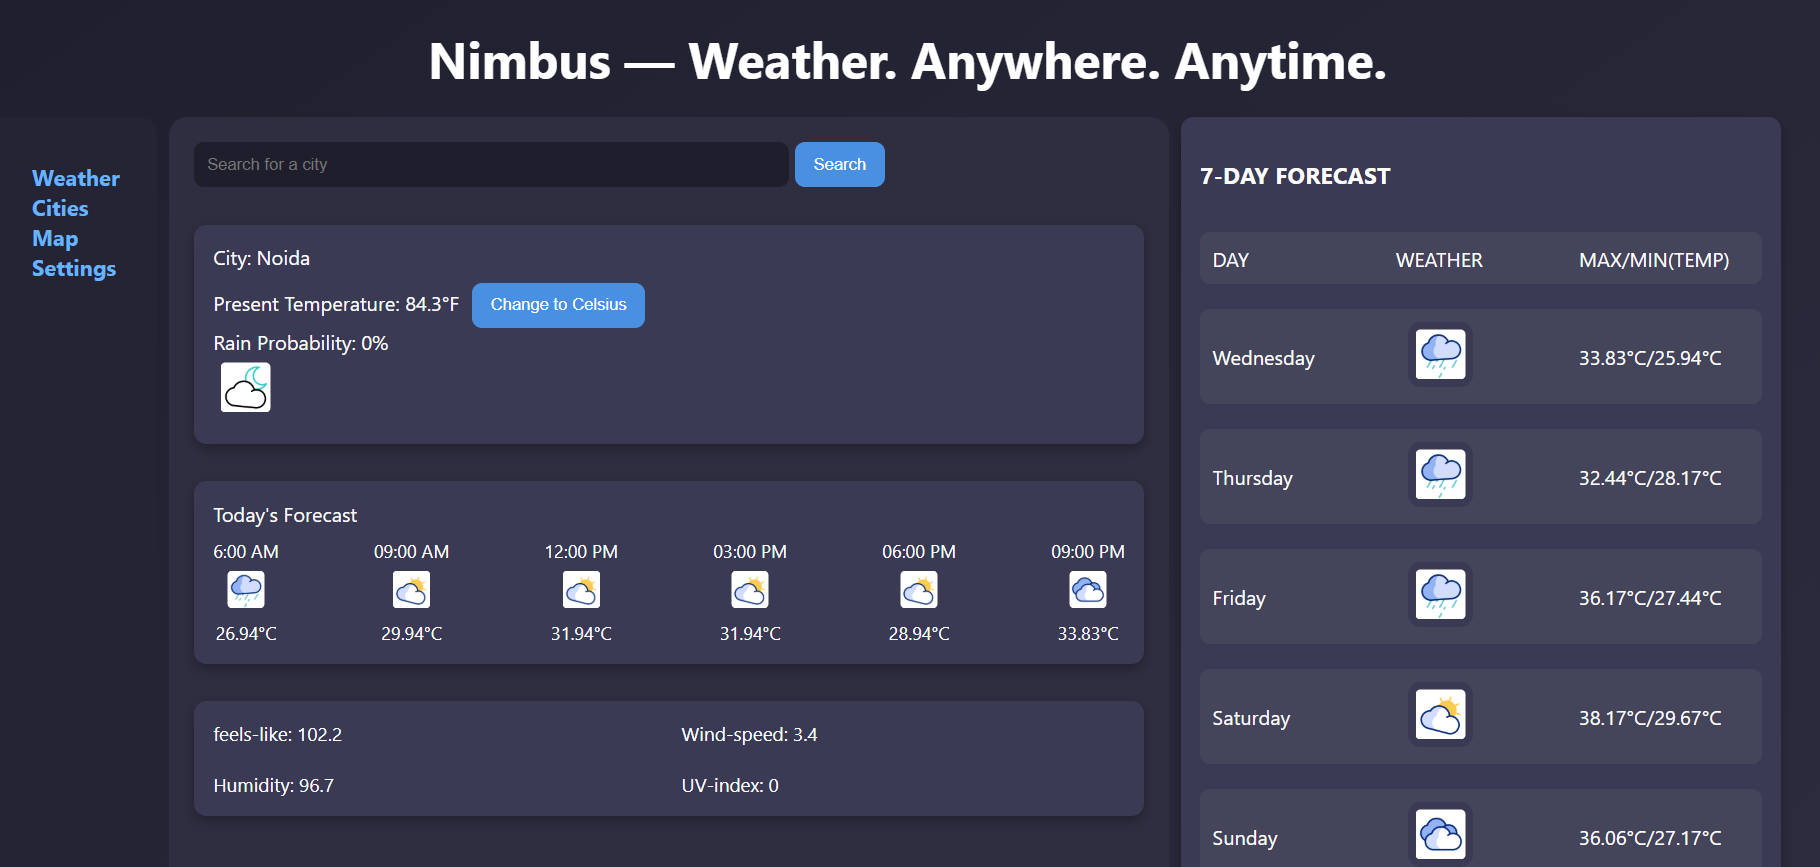 Nimbus — Weather. Anywhere. Anytime.
Weather
Cities
Map
Settings
Search for a city
Search
City: Noida
Present Temperature: 84.3°F
Change to Celsius
Rain Probability: 0%
Today's Forecast
6:00 AM 09:00 AM 12:00 PM 03:00 PM 06:00 PM 09:00 PM
26.94°C 29.94°C 31.94°C 31.94°C 28.94°C 33.83°C
feels-like: 102.2 Wind-speed: 3.4
Humidity: 96.7 UV-index: 0
7-DAY FORECAST
DAY WEATHER MAX/MIN(TEMP)
Wednesday 33.83°C/25.94°C
Thursday 32.44°C/28.17°C
Friday 36.17°C/27.44°C
Saturday 38.17°C/29.67°C
Sunday 36.06°C/27.17°C